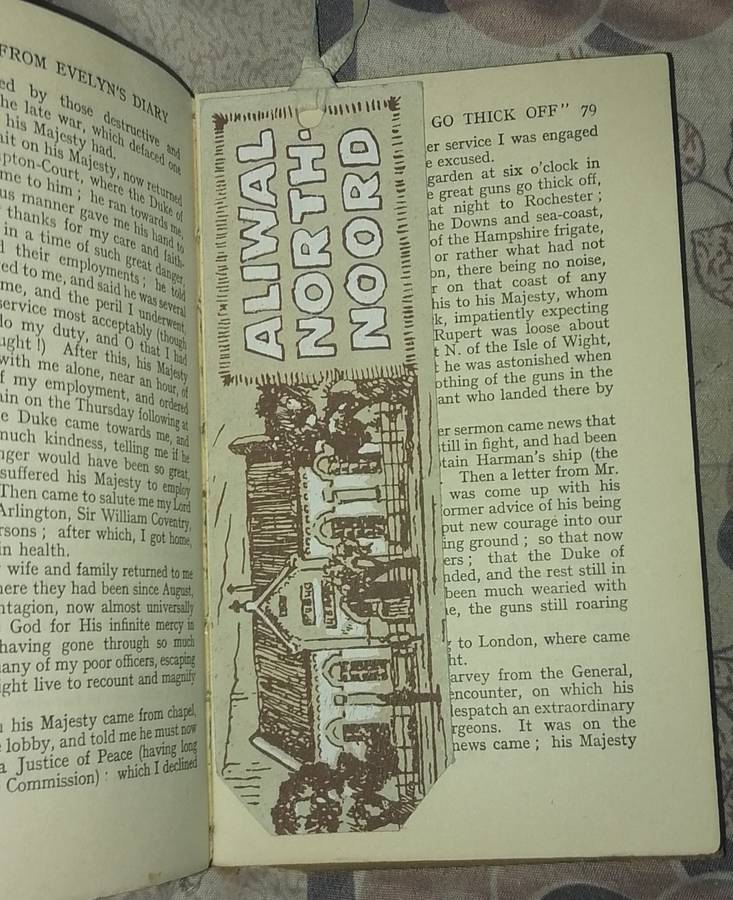 FROM EVELYN'S DIARY
ed by those destructive and
he late war, which defaced one
his Majesty had.
ait on his Majesty, now returned
pton-Court, where the Duke of
me to him; he ran towards me,
us manner gave me his hand to
thanks for my care and faith-
in a time of such great danger,
d their employments; he told
ed to me, and said he was several
me, and the peril I underwent,
service most acceptably (though
do my duty, and O that I had
ught!) After this, his Majesty
with me alone, near an hour, of
f my employment, and ordered
ain on the Thursday following at
e Duke came towards me, and
much kindness, telling me if he
nger would have been so great,
suffered his Majesty to employ
Then came to salute me my Lord
Arlington, Sir William Coventry,
rsons; after which, I got home,
in health.
wife and family returned to me
here they had been since August,
ntagion, now almost universally
God for His infinite mercy in
having gone through so much
any of my poor officers, escaping
ight live to recount and magnify
his Majesty came from chapel,
lobby, and told me he must now
a Justice of Peace (having long
Commission): which I declined
ALIWAL
NORTH-
NOORD
GO THICK OFF" 79
er service I was engaged
e excused.
garden at six o'clock in
e great guns go thick off,
at night to Rochester;
he Downs and sea-coast,
of the Hampshire frigate,
or rather what had not
on, there being no noise,
r on that coast of any
his to his Majesty, whom
k, impatiently expecting
Rupert was loose about
t N. of the Isle of Wight,
t he was astonished when
othing of the guns in the
ant who landed there by
er sermon came news that
till in fight, and had been
tain Harman's ship (the
Then a letter from Mr.
was come up with his
ormer advice of his being
put new courage into our
ing ground; so that now
ers; that the Duke of
nded, and the rest still in
been much wearied with
e, the guns still roaring
to London, where came
ht.
arvey from the General,
encounter, on which his
despatch an extraordinary
rgeons. It was on the
news came; his Majesty